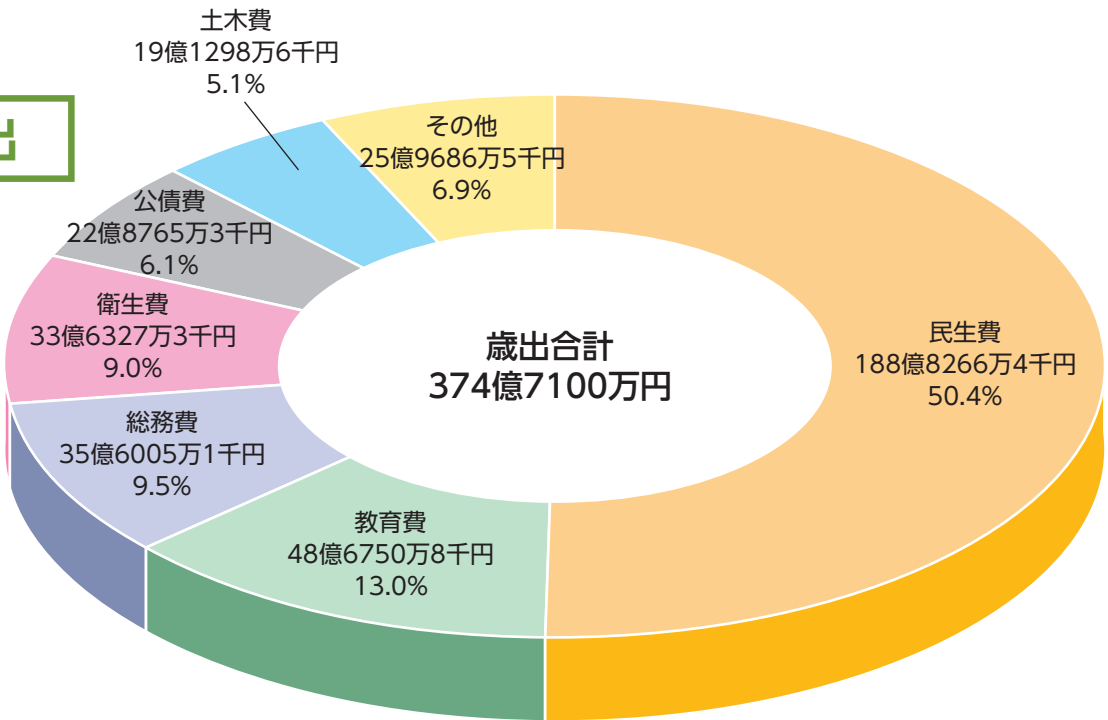 出
土木費
19億1298万6千円
5.1%
その他
25億9686万5千円
6.9%
公債費
22億8765万3千円
6.1%
衛生費
33億6327万3千円
9.0%
総務費
35億6005万1千円
9.5%
教育費
48億6750万8千円
13.0%
民生費
188億8266万4千円
50.4%
歳出合計
374億7100万円